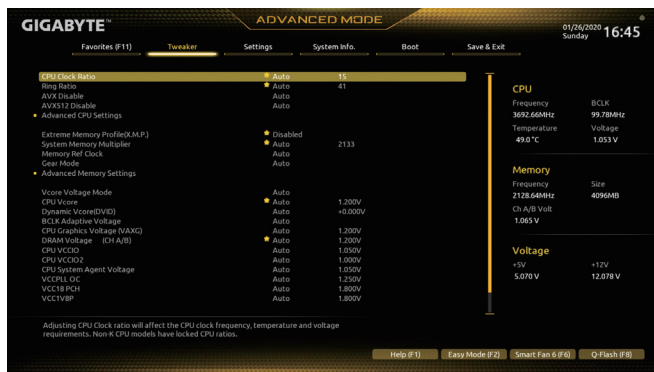 GIGABYTE™
ADVANCED MODE
01/26/2020 Sunday 16:45
Favorites (F11) Tweaker Settings System Info. Boot Save & Exit
CPU Clock Ratio Auto 15
Ring Ratio Auto 41
AVX Disable Auto
AVX512 Disable Auto
Advanced CPU Settings
Extreme Memory Profile(X.M.P.) Disabled
System Memory Multiplier Auto 2133
Memory Ref Clock Auto
Gear Mode Auto
Advanced Memory Settings
Vcore Voltage Mode Auto
CPU Vcore Auto 1.200V
Dynamic Vcore(DVID) Auto +0.000V
BCLK Adaptive Voltage Auto
CPU Graphics Voltage (VAXG) Auto 1.200V
DRAM Voltage (CH A/B) Auto 1.200V
CPU VCCIO Auto 1.050V
CPU VCCIO2 Auto 1.000V
CPU System Agent Voltage Auto 1.050V
VCCPLL OC Auto 1.250V
VCC18 PCH Auto 1.800V
VCC1V8P Auto 1.800V
CPU
Frequency BCLK
3692.66MHz 99.78MHz
Temperature Voltage
49.0 °C 1.053 V
Memory
Frequency Size
2128.64MHz 4096MB
Ch A/B Volt
1.065 V
Voltage
+5V +12V
5.070 V 12.078 V
Adjusting CPU Clock ratio will affect the CPU clock frequency, temperature and voltage
requirements. Non-K CPU models have locked CPU ratios.
Help (F1) Easy Mode (F2) Smart Fan 6 (F6) Q-Flash (F8)